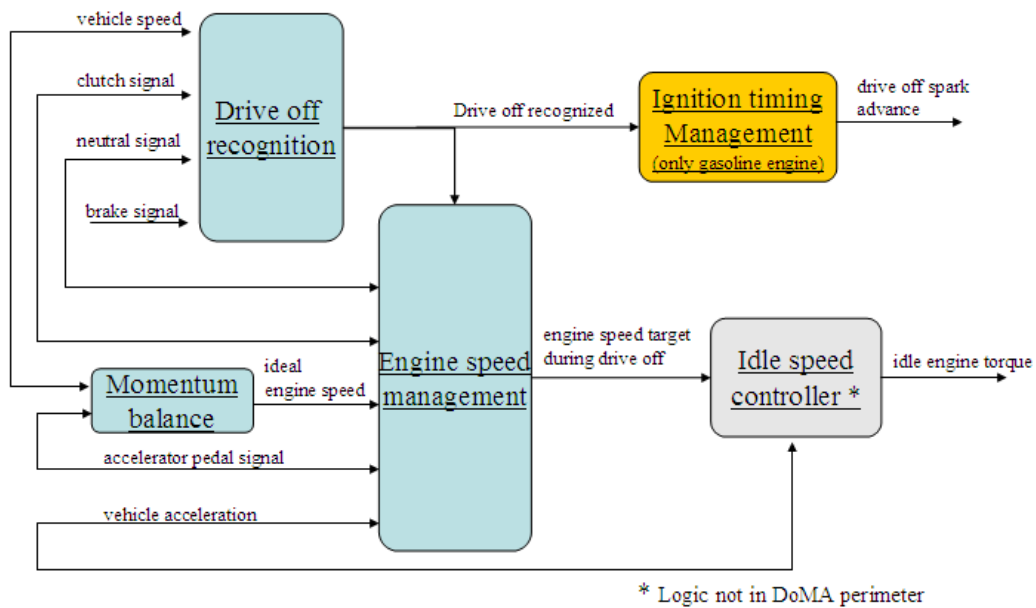 vehicle speed
clutch signal
neutral signal
brake signal
Drive off
recognition
Drive off recognized
Ignition timing
Management
(only gasoline engine)
drive off spark
advance
Momentum
balance
ideal
engine speed
accelerator pedal signal
vehicle acceleration
Engine speed
management
engine speed target
during drive off
Idle speed
controller *
idle engine torque
* Logic not in DoMA perimeter